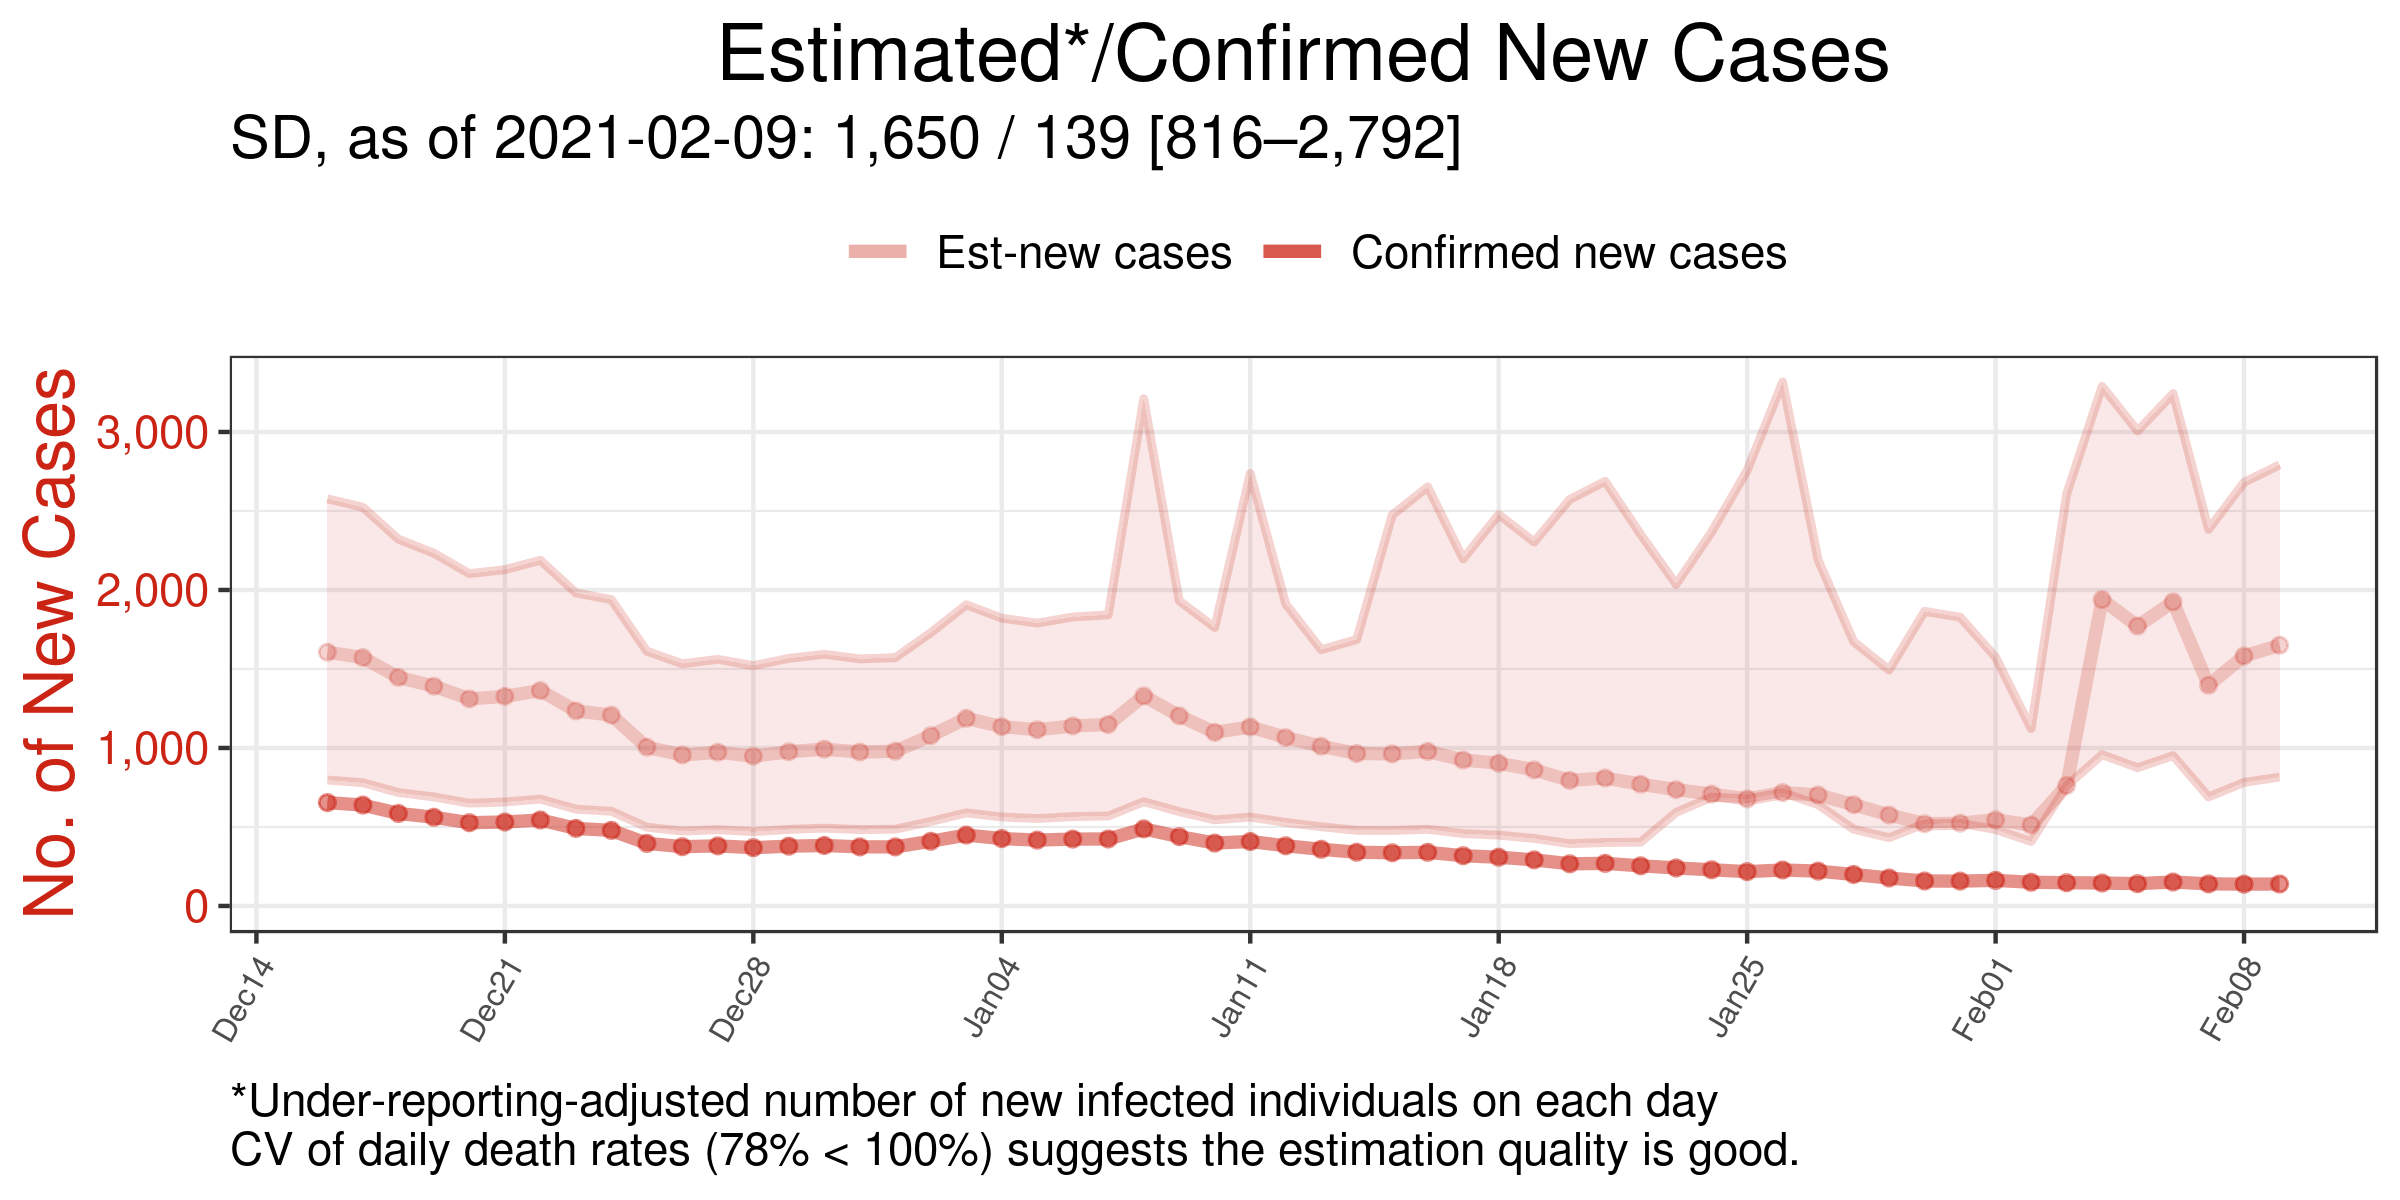 Estimated*/Confirmed New Cases
SD, as of 2021-02-09: 1,650 / 139 [816–2,792]
Est-new cases Confirmed new cases
No. of New Cases
3,000
2,000
1,000
0
Dec14 Dec21 Dec28 Jan04 Jan11 Jan18 Jan25 Feb01 Feb08
*Under-reporting-adjusted number of new infected individuals on each day
CV of daily death rates (78% < 100%) suggests the estimation quality is good.